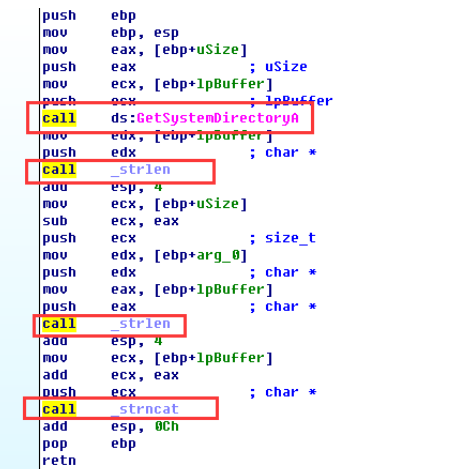 push ebp
mov ebp, esp
mov eax, [ebp+uSize]
push eax ; uSize
mov ecx, [ebp+lpBuffer]
push ecx ; lpBuffer
call ds:GetSystemDirectoryA
mov edx, [ebp+lpBuffer]
push edx ; char *
call _strlen
add esp, 4
mov ecx, [ebp+uSize]
sub ecx, eax
push ecx ; size_t
mov edx, [ebp+arg_0]
push edx ; char *
mov eax, [ebp+lpBuffer]
push eax ; char *
call _strlen
add esp, 4
mov ecx, [ebp+lpBuffer]
add ecx, eax
push ecx ; char *
call _strncat
add esp, 0Ch
pop ebp
retn